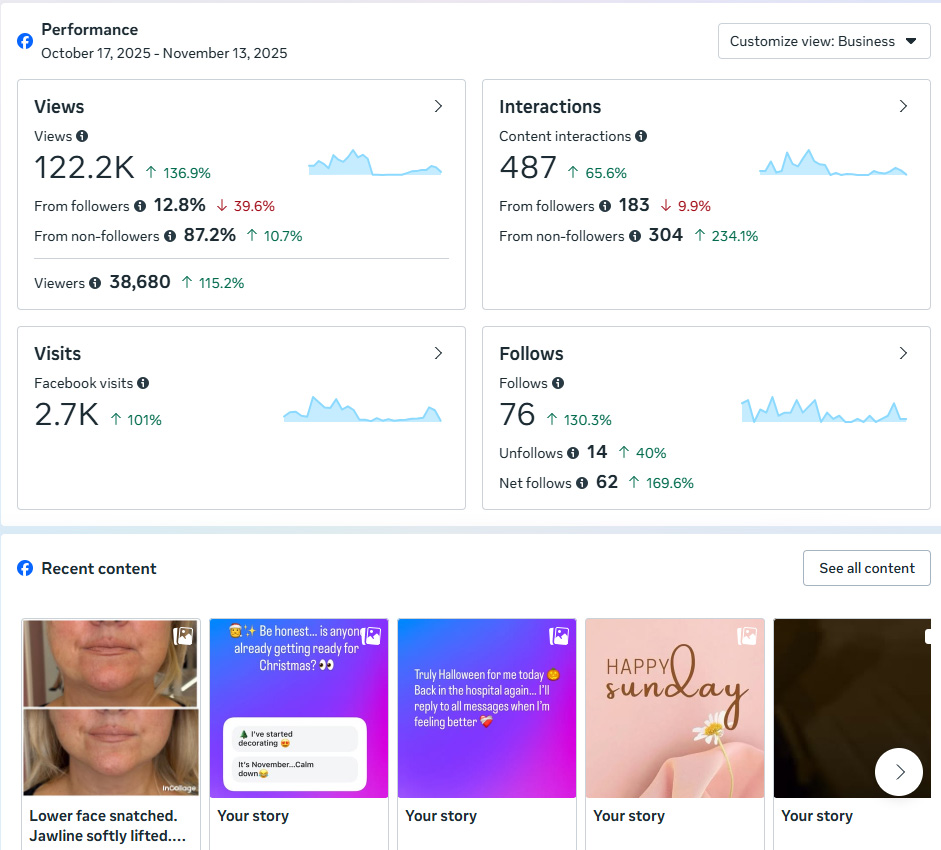 Performance
October 17, 2025 - November 13, 2025
Customize view: Business
Views
Views
122.2K ↑ 136.9%
From followers 12.8% ↓ 39.6%
From non-followers 87.2% ↑ 10.7%
Viewers 38,680 ↑ 115.2%
Interactions
Content interactions
487 ↑ 65.6%
From followers 183 ↓ 9.9%
From non-followers 304 ↑ 234.1%
Visits
Facebook visits
2.7K ↑ 101%
Follows
Follows
76 ↑ 130.3%
Unfollows 14 ↑ 40%
Net follows 62 ↑ 169.6%
Recent content
See all content
InCollage
Lower face snatched.
Jawline softly lifted....
🤶✨ Be honest... is anyone
already getting ready for
Christmas? 👀
🎄 I've started
decorating 😍
It's November...Calm
down😂
Your story
Truly Halloween for me today 🎃
Back in the hospital again... I'll
reply to all messages when I'm
feeling better ❤️‍🩹
Your story
HAPPY
sunday
Your story
Your story